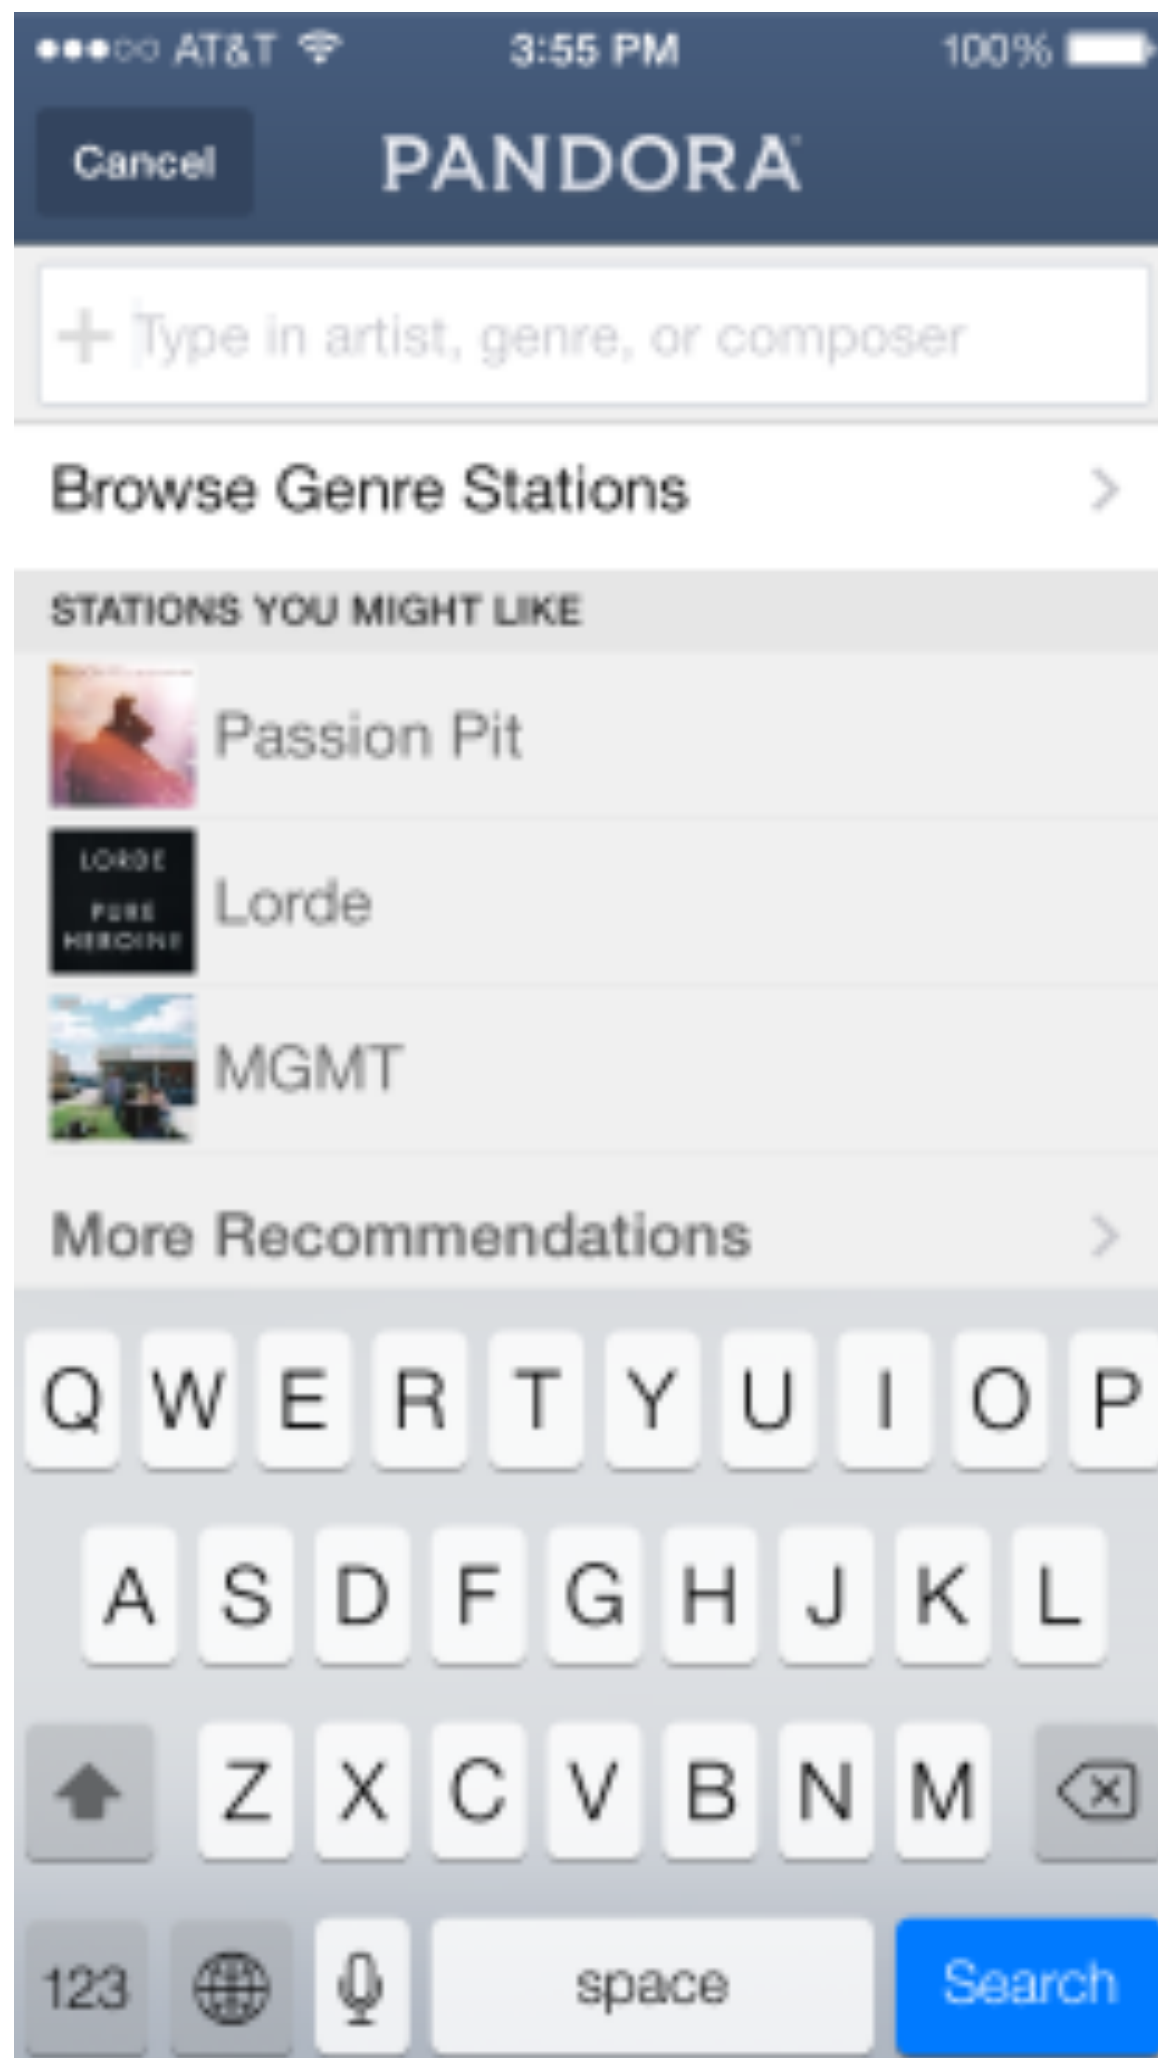 AT&T 3:55 PM 100%
Cancel PANDORA
Type in artist, genre, or composer
Browse Genre Stations
STATIONS YOU MIGHT LIKE
Passion Pit
LORDE
PURE
HEROINE
Lorde
MGMT
More Recommendations
Q W E R T Y U I O P
A S D F G H J K L
Z X C V B N M
123 space Search